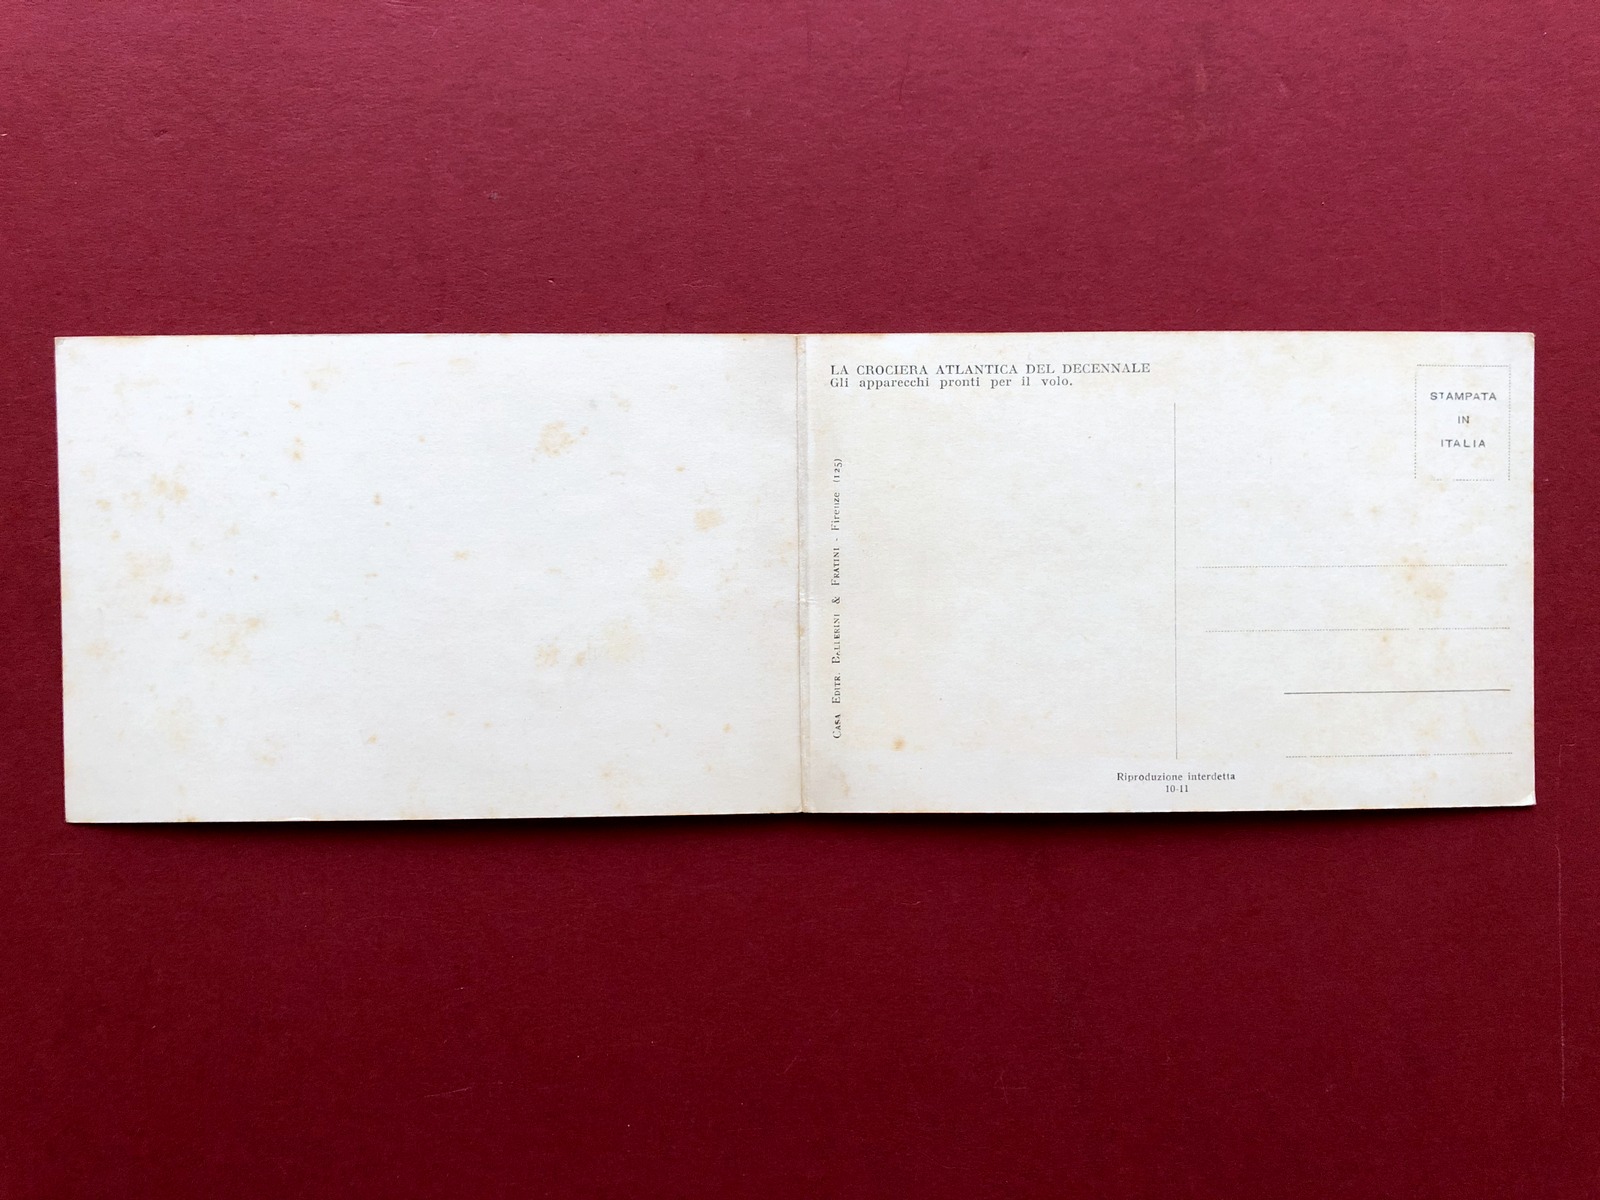 LA CROCIERA ATLANTICA DEL DECENNALE
Gli apparecchi pronti per il volo.
STAMPATA
IN
ITALIA
Casa Editr. Ballerini & Fratini - Firenze (125)
Riproduzione interdetta
10-11